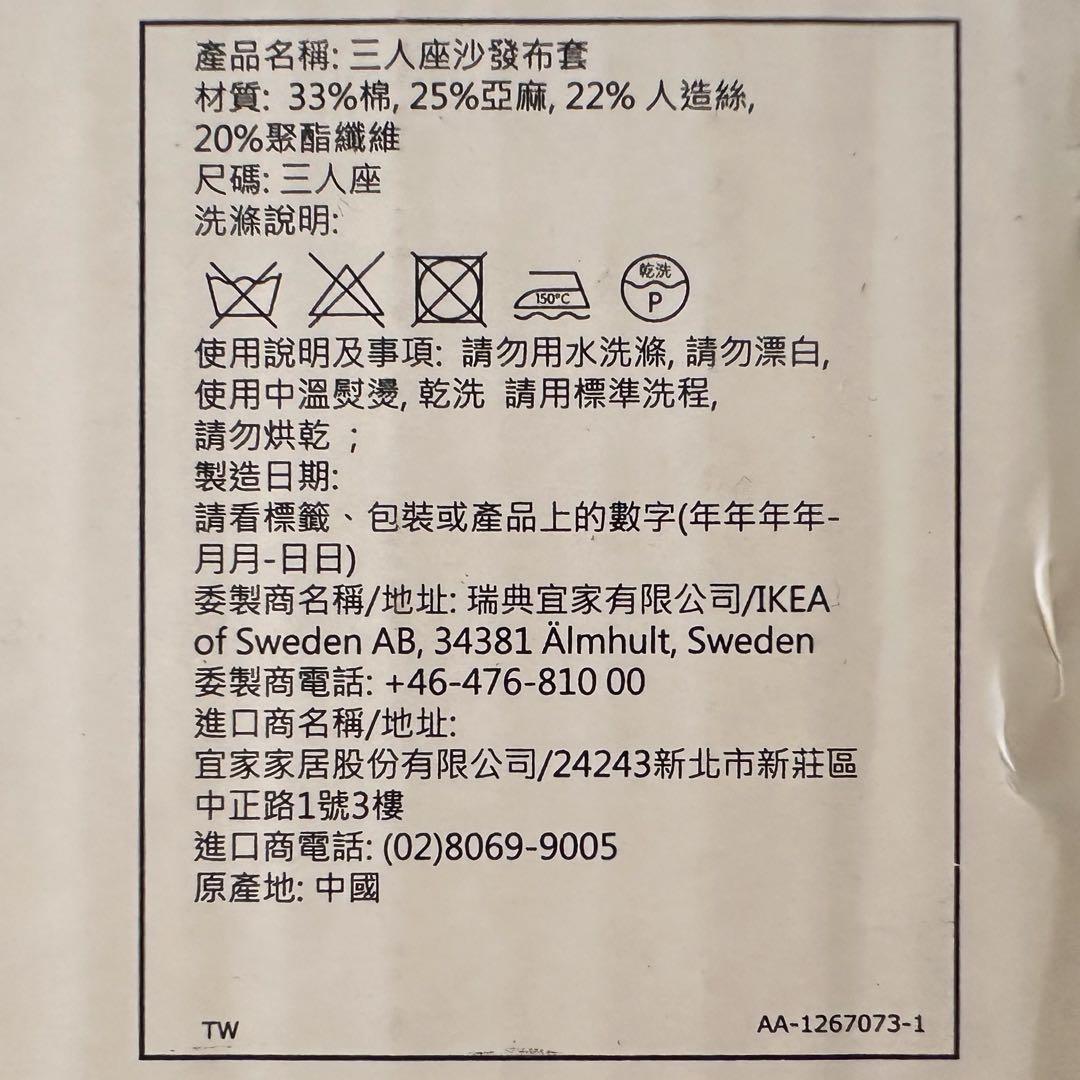 產品名稱: 三人座沙發布套
材質: 33%棉, 25%亞麻, 22% 人造絲,
20%聚酯纖維
尺碼: 三人座
洗滌說明:
150°C 乾洗 P
使用說明及事項: 請勿用水洗滌, 請勿漂白,
使用中溫熨燙, 乾洗 請用標準洗程,
請勿烘乾 ;
製造日期:
請看標籤、包裝或產品上的數字(年年年年-
月月-日日)
委製商名稱/地址: 瑞典宜家有限公司/IKEA
of Sweden AB, 34381 Älmhult, Sweden
委製商電話: +46-476-810 00
進口商名稱/地址:
宜家家居股份有限公司/24243新北市新莊區
中正路1號3樓
進口商電話: (02)8069-9005
原產地: 中國
TW AA-1267073-1